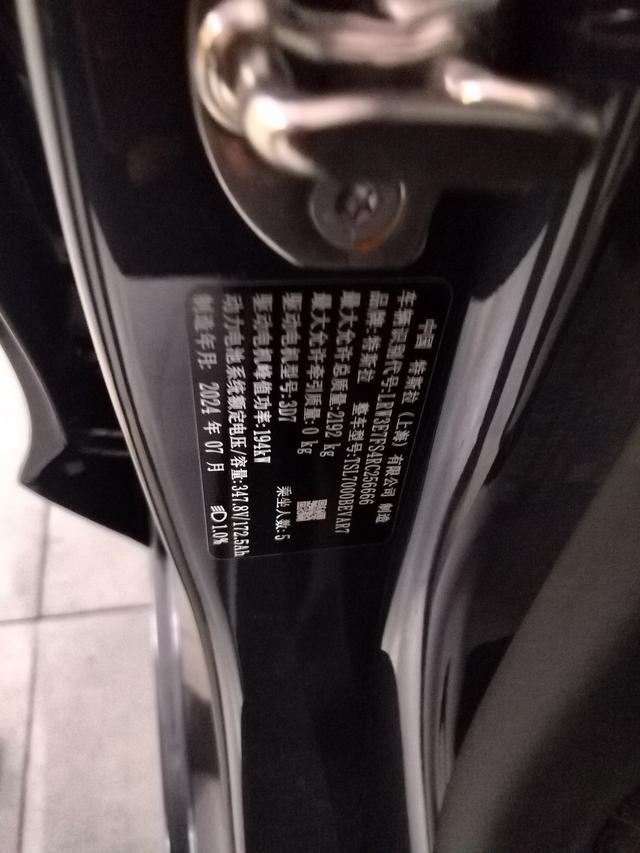 中国 特斯拉（上海）有限公司 制造
车辆识别代号:LRW3E7FS4RC256666
品牌:特斯拉 整车型号:TSL7000BEVAR7
最大允许总质量:2192 kg
最大允许牵引质量:0 kg
驱动电机型号:3D7 乘坐人数:5
驱动电机峰值功率:194kW
动力电池系统额定电压/容量:347.8V/172.5Ah
制造年月: 2024 年 07 月 1.0%